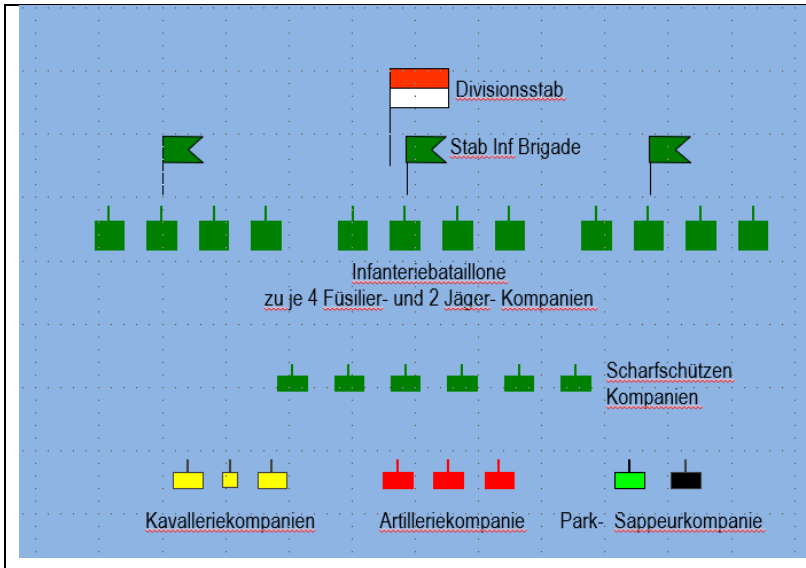 Divisionsstab
Stab Inf Brigade
Infanteriebataillone
zu je 4 Füsilier- und 2 Jäger- Kompanien
Scharfschützen
Kompanien
Kavalleriekompanien
Artilleriekompanie
Park- Sappeurkompanie